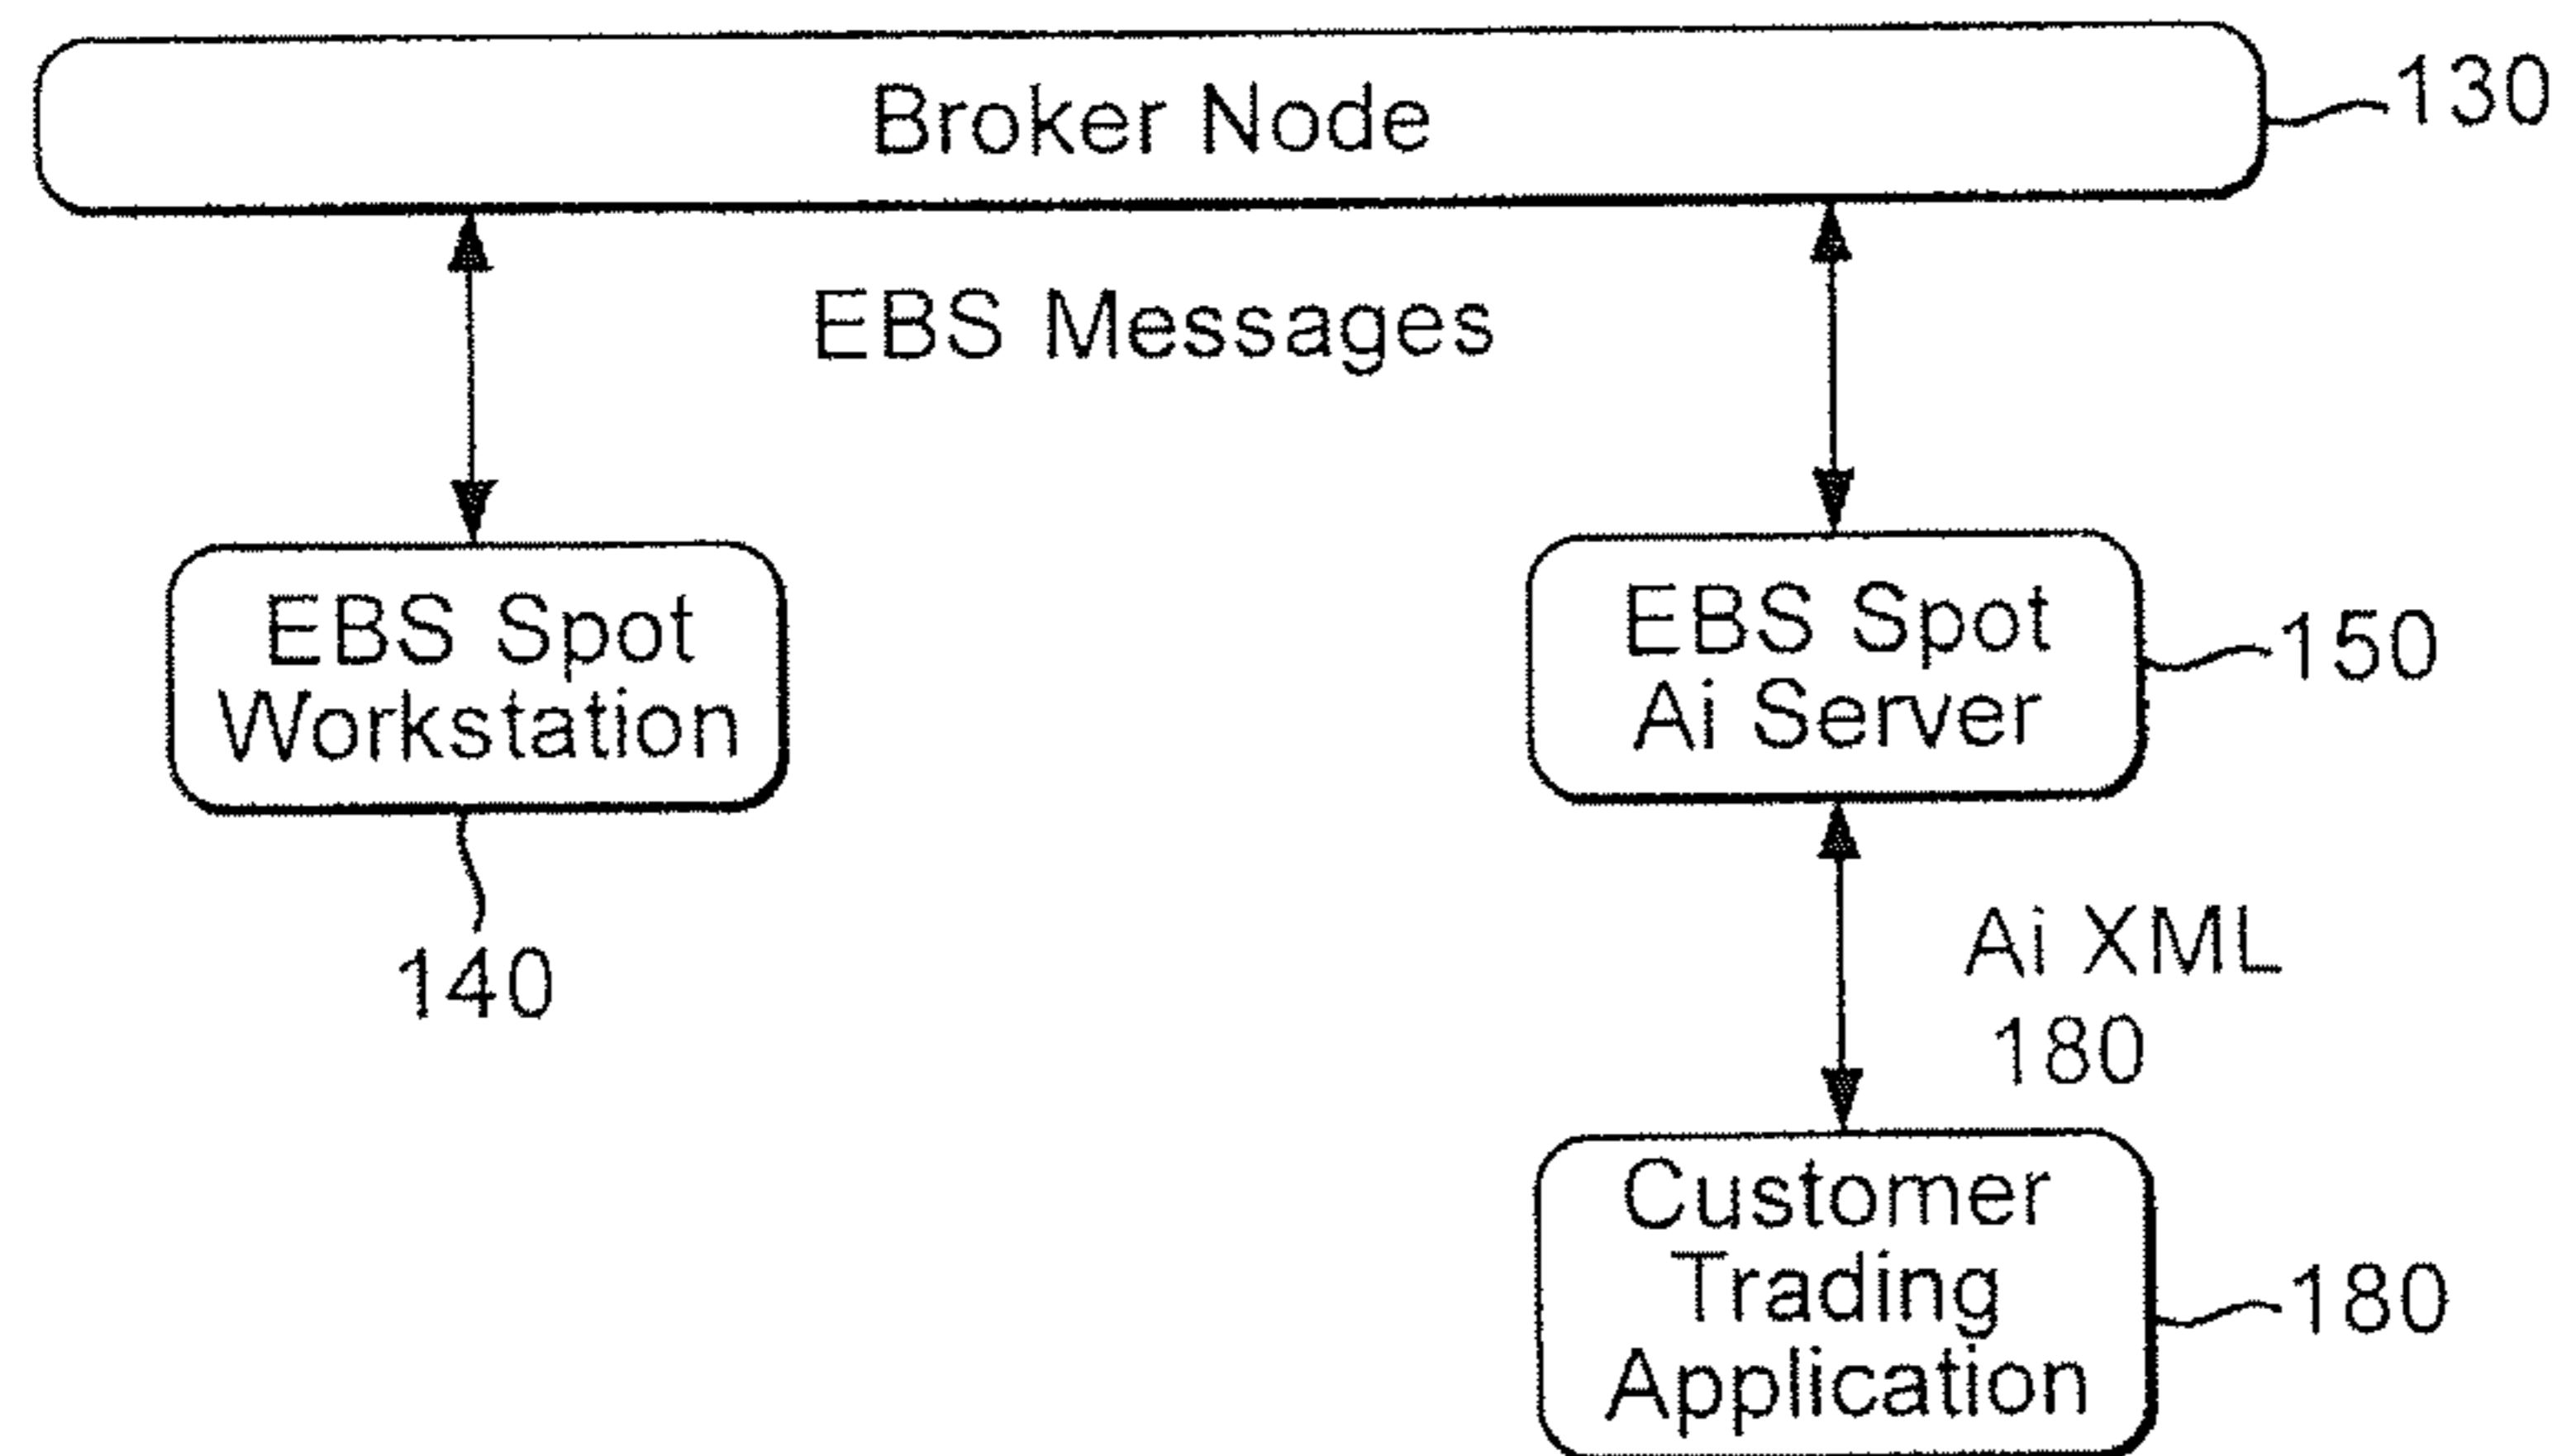 Broker Node
130
EBS Messages
EBS Spot
Workstation
140
EBS Spot
Ai Server
150
Ai XML
180
Customer
Trading
Application
180